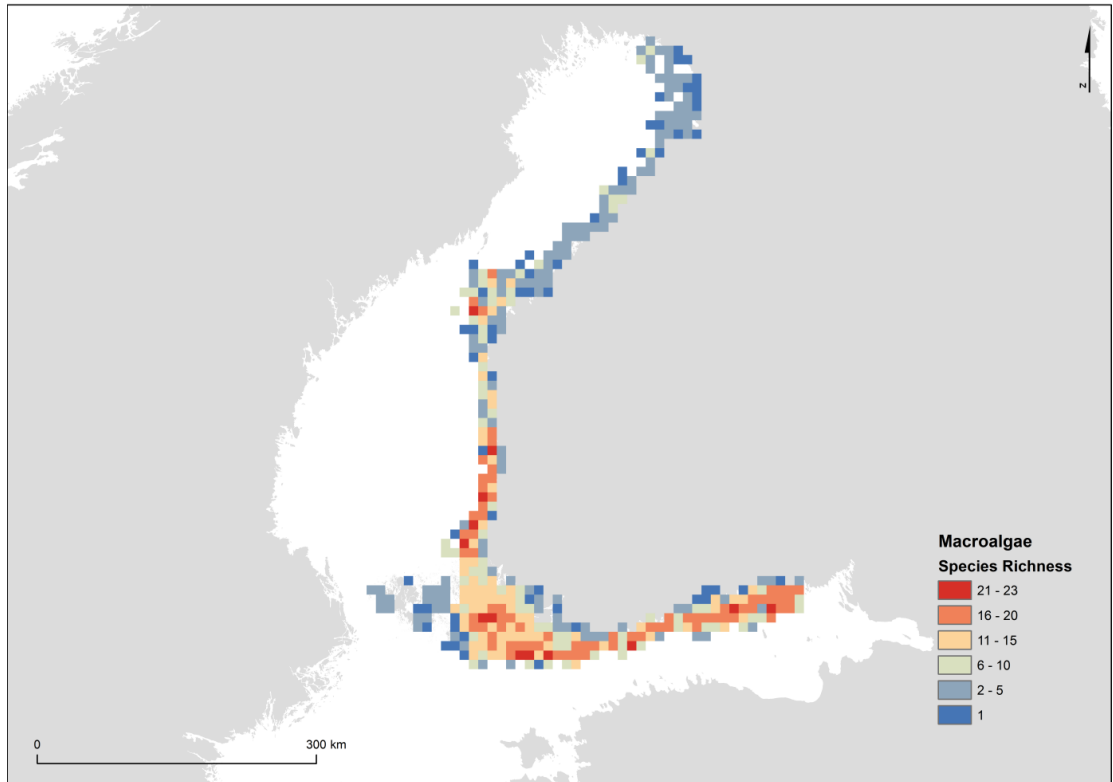 N
Macroalgae
Species Richness
21 - 23
16 - 20
11 - 15
6 - 10
2 - 5
1
0 300 km